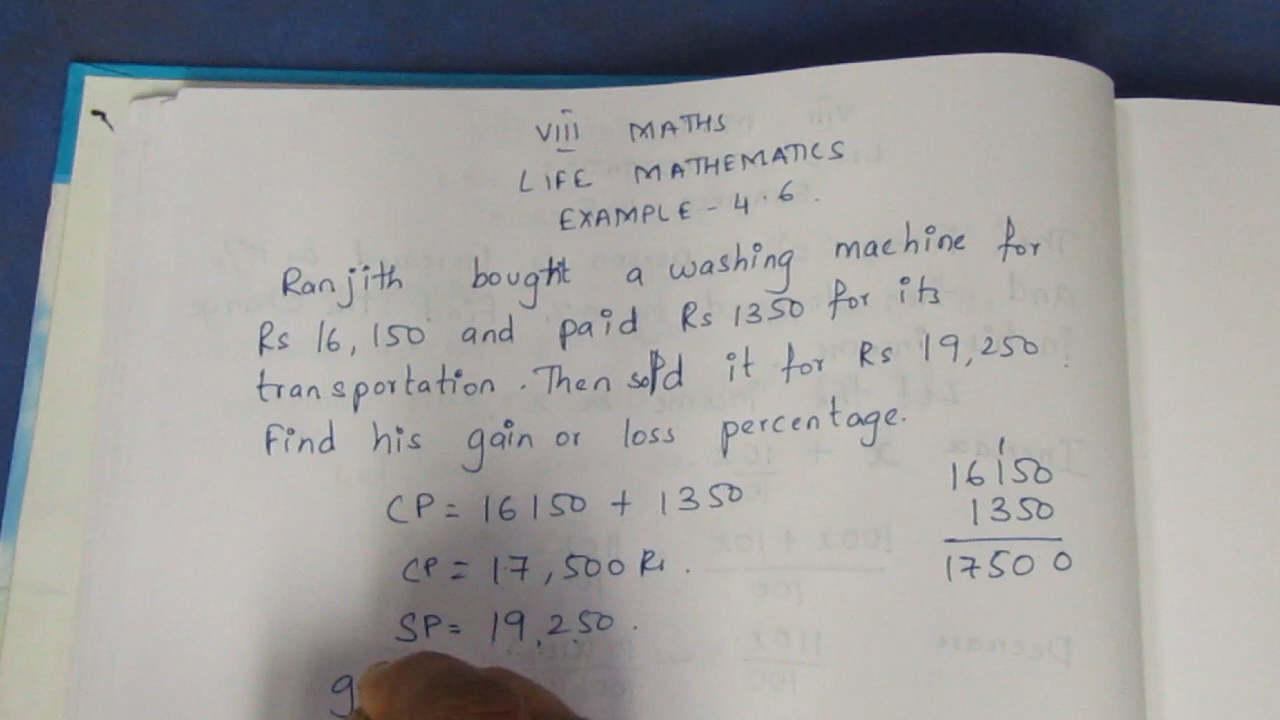 VIII MATHS
LIFE MATHEMATICS
EXAMPLE - 4.6.
Ranjith bought a washing machine for
Rs 16,150 and paid Rs 1350 for its
transportation. Then sold it for Rs 19,250.
Find his gain or loss percentage.
CP = 16150 + 1350
CP = 17,500 Rs.
SP = 19,250.
g
1
16150
1350
17500